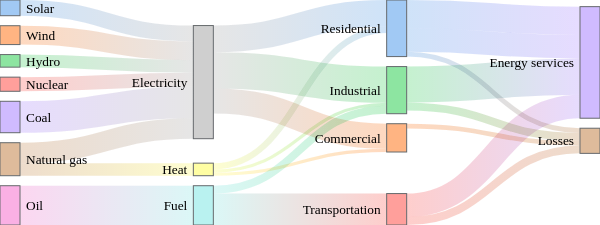 Solar
Wind
Hydro
Nuclear
Coal
Natural gas
Oil
Electricity
Heat
Fuel
Residential
Industrial
Commercial
Transportation
Energy services
Losses